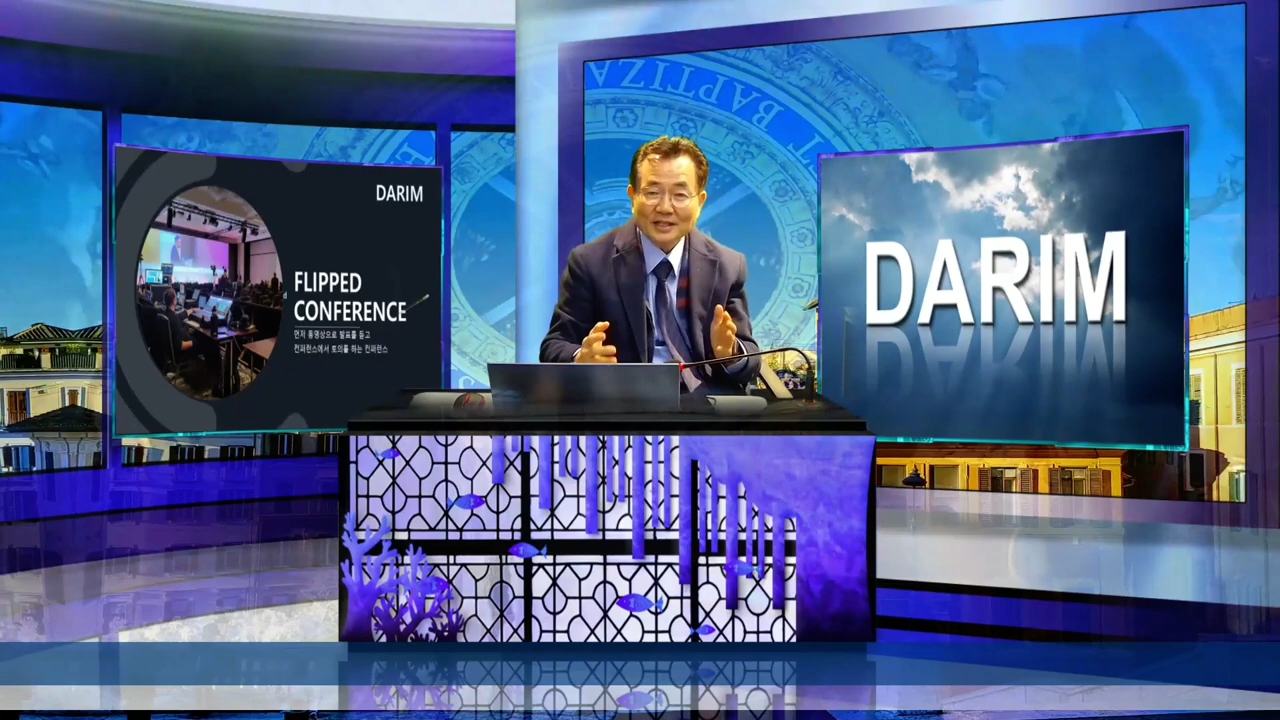 DARIM
FLIPPED
CONFERENCE
먼저 동영상으로 발표를 듣고
컨퍼런스에서 토의를 하는 컨퍼런스
T BAPTIZA
DARIM